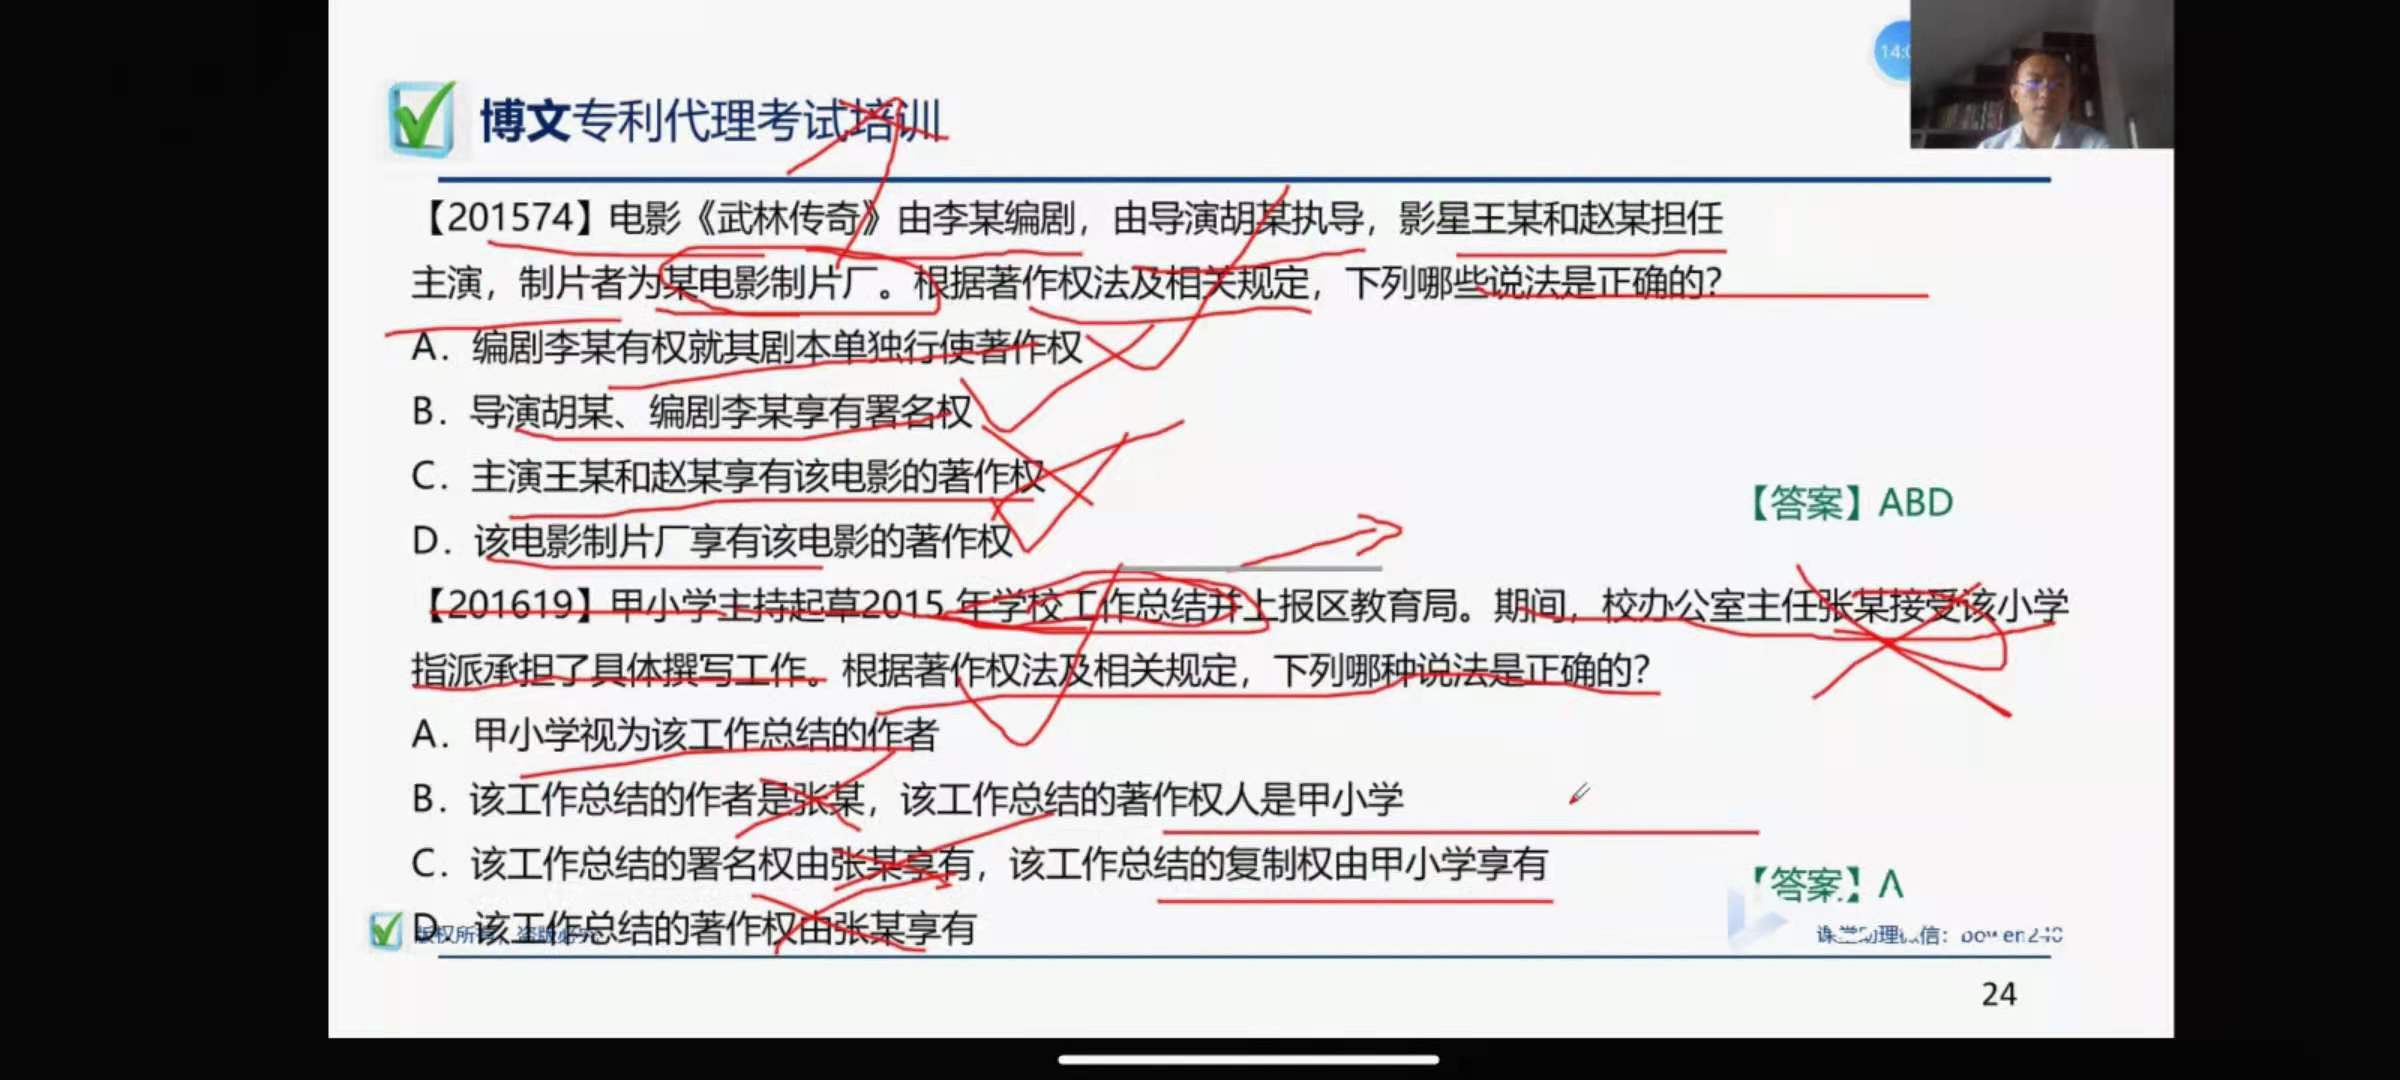 14:0
博文专利代理考试培训
【201574】电影《武林传奇》由李某编剧，由导演胡某执导，影星王某和赵某担任
主演，制片者为某电影制片厂。根据著作权法及相关规定，下列哪些说法是正确的？
A．编剧李某有权就其剧本单独行使著作权
B．导演胡某、编剧李某享有署名权
C．主演王某和赵某享有该电影的著作权
【答案】ABD
D．该电影制片厂享有该电影的著作权
【201619】甲小学主持起草2015 年学校工作总结并上报区教育局。期间，校办公室主任张某接受该小学
指派承担了具体撰写工作。根据著作权法及相关规定，下列哪种说法是正确的？
A．甲小学视为该工作总结的作者
B．该工作总结的作者是张某，该工作总结的著作权人是甲小学
C．该工作总结的署名权由张某享有，该工作总结的复制权由甲小学享有
【答案】A
D．该工作总结的著作权由张某享有
版权所有
课堂助理微信：bowen240
24